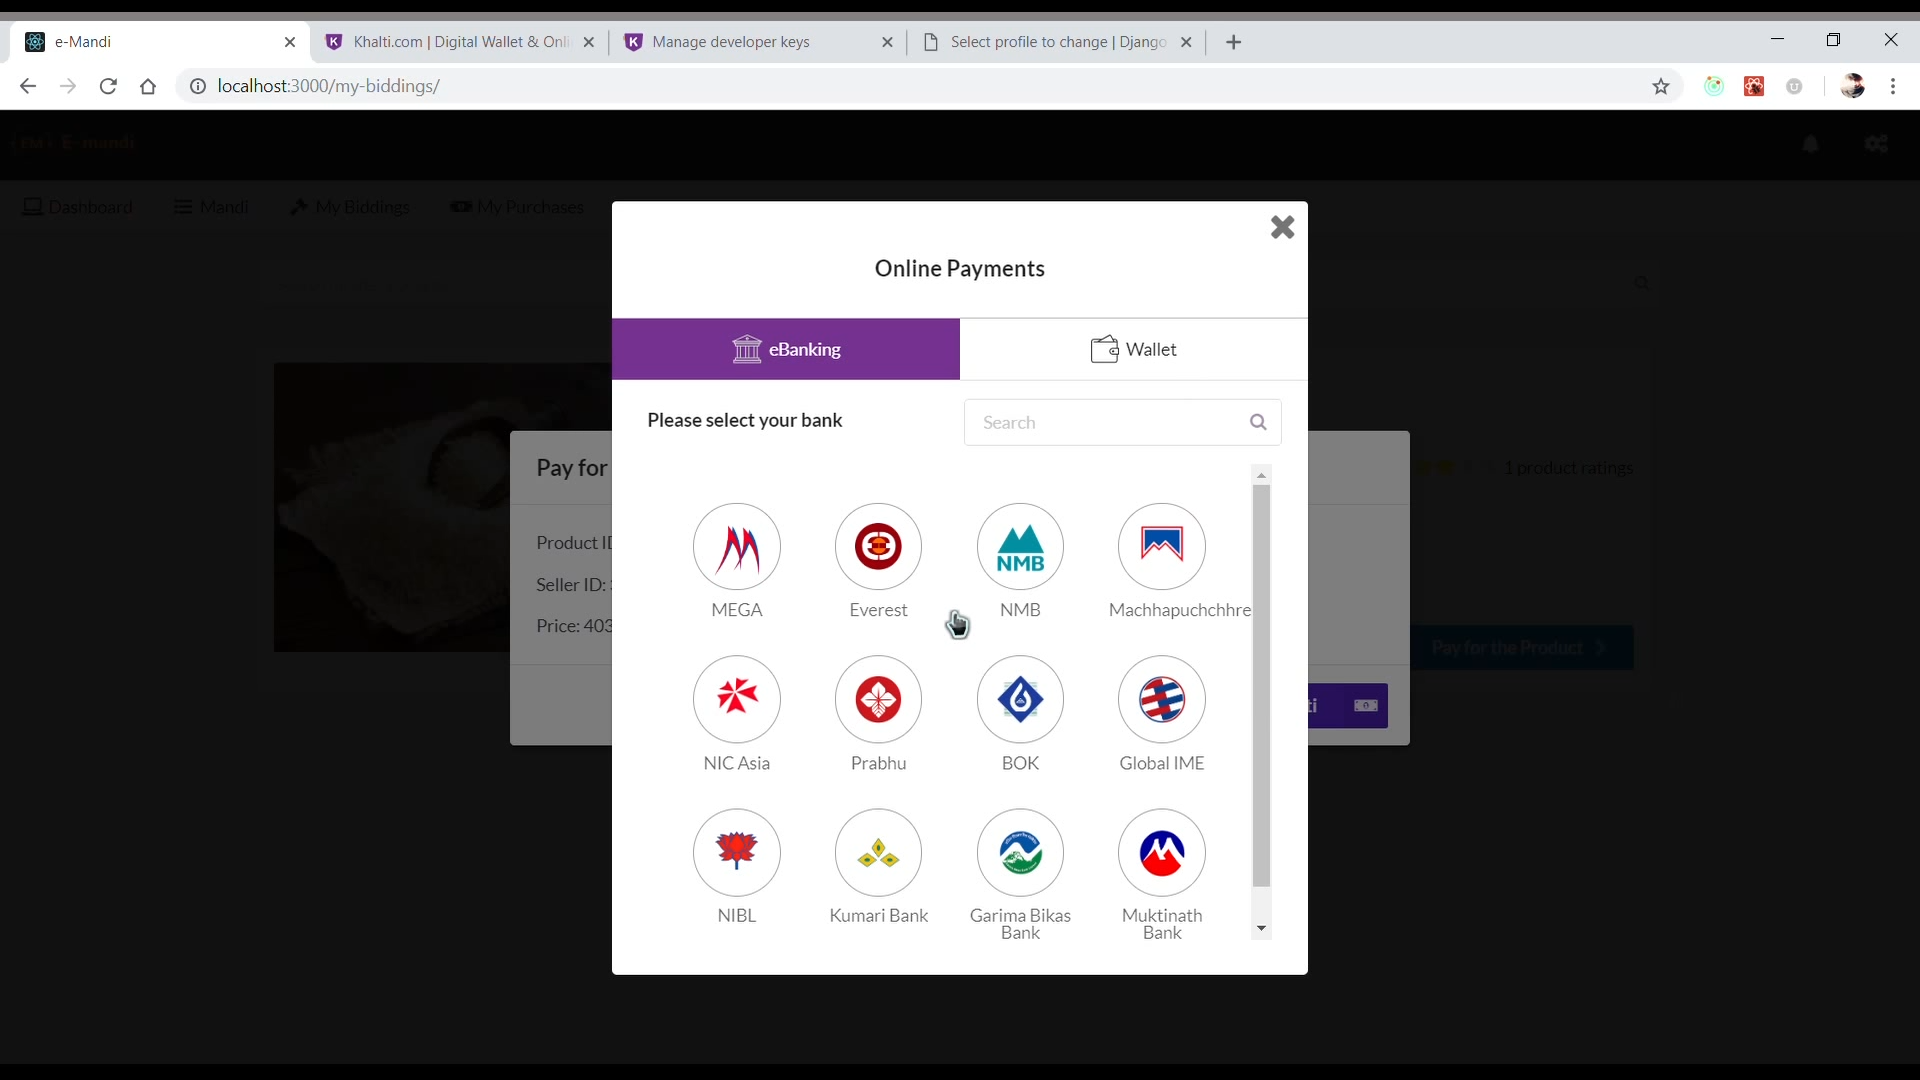 e-Mandi
Khalti.com | Digital Wallet & Onli
Manage developer keys
Select profile to change | Django
localhost:3000/my-biddings/
E-mandi
Dashboard
Mandi
My Biddings
My Purchases
Online Payments
eBanking
Wallet
Please select your bank
Search
Pay for
1 product ratings
Product ID
Seller ID:
Price: 403
Pay for the Product
ti
MEGA
Everest
NMB
NMB
Machhapuchchhre
NIC Asia
Prabhu
BOK
Global IME
NIBL
Kumari Bank
Garima Bikas
Bank
Muktinath
Bank